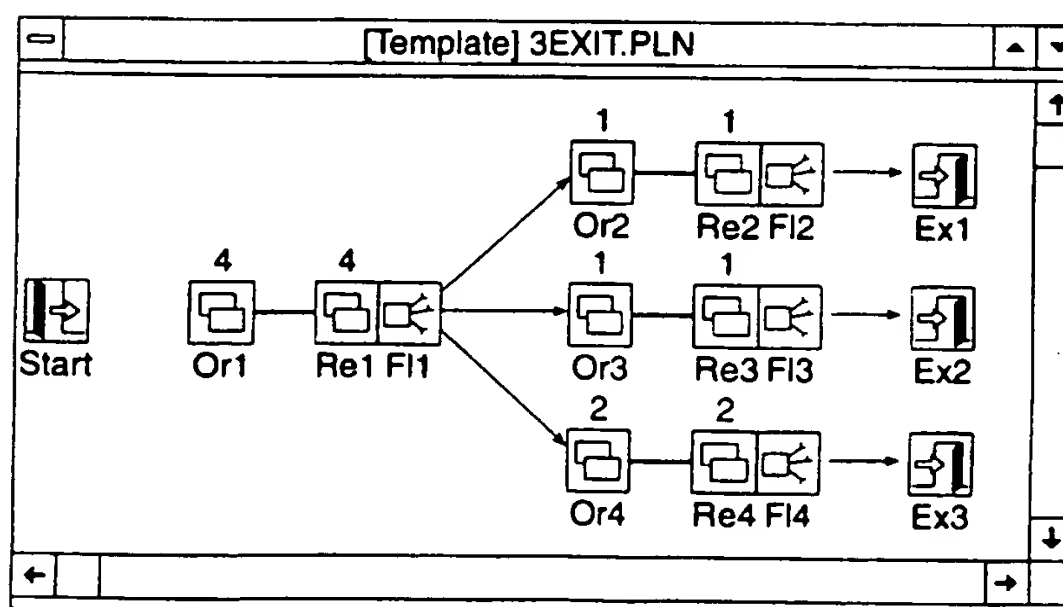 [Template] 3EXIT.PLN
1 1
Or2 Re2 Fl2 Ex1
4 4 1 1
Start Or1 Re1 Fl1 Or3 Re3 Fl3 Ex2
2 2
Or4 Re4 Fl4 Ex3